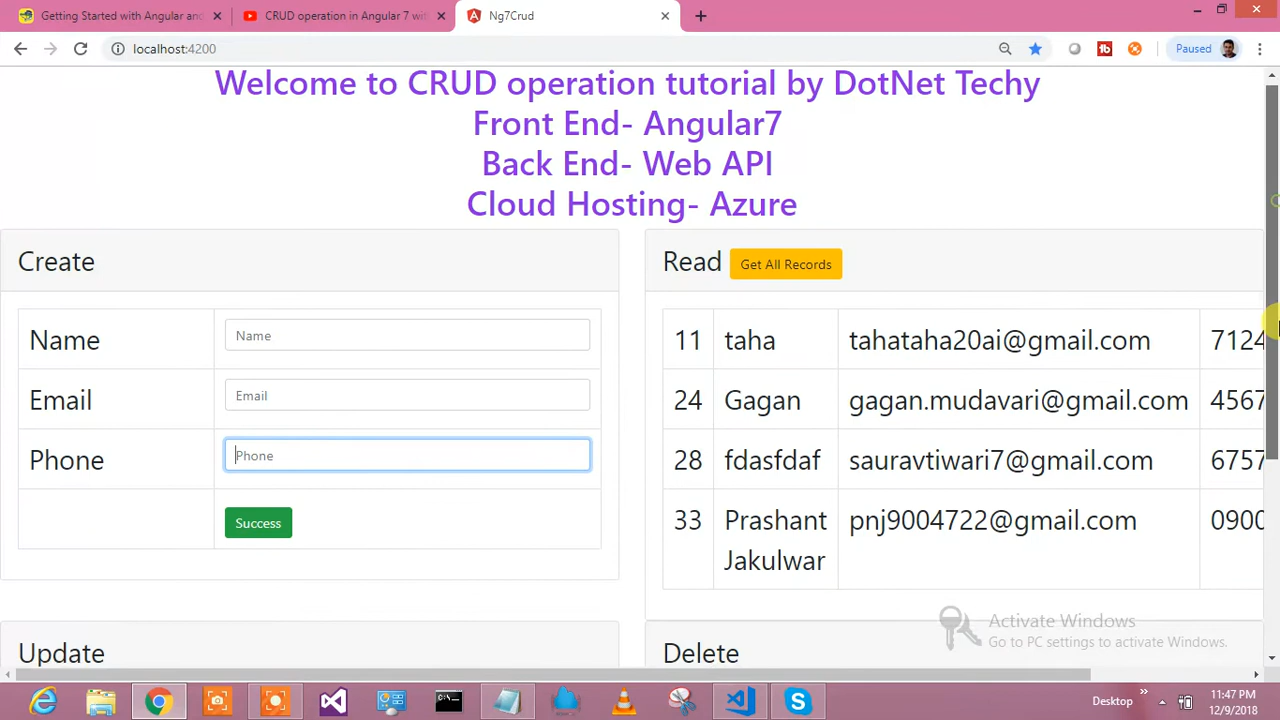 Getting Started with Angular and
CRUD operation in Angular 7 with
Ng7Crud
localhost:4200
Paused
Welcome to CRUD operation tutorial by DotNet Techy
Front End- Angular7
Back End- Web API
Cloud Hosting- Azure
Create
Name
Name
Email
Email
Phone
Phone
Success
Read
Get All Records
11 taha tahataha20ai@gmail.com 7124
24 Gagan gagan.mudavari@gmail.com 4567
28 fdasfdaf sauravtiwari7@gmail.com 6757
33 Prashant Jakulwar pnj9004722@gmail.com 0900
Update
Delete
Activate Windows
Go to PC settings to activate Windows.
Desktop
11:47 PM
12/9/2018